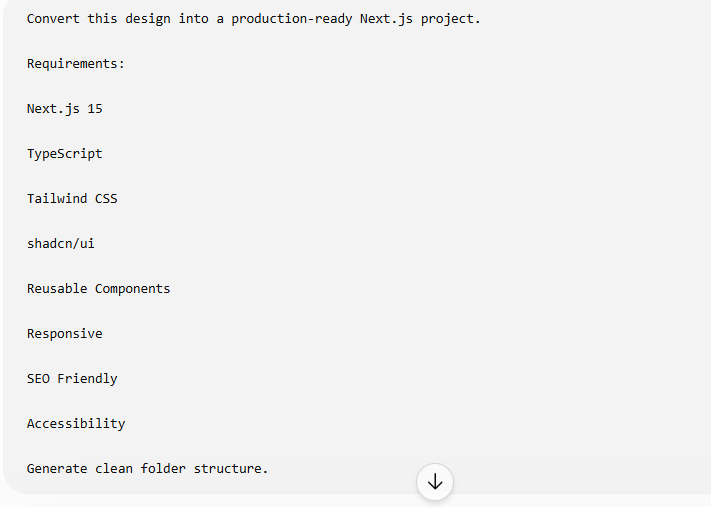 Convert this design into a production-ready Next.js project.
Requirements:
Next.js 15
TypeScript
Tailwind CSS
shadcn/ui
Reusable Components
Responsive
SEO Friendly
Accessibility
Generate clean folder structure.